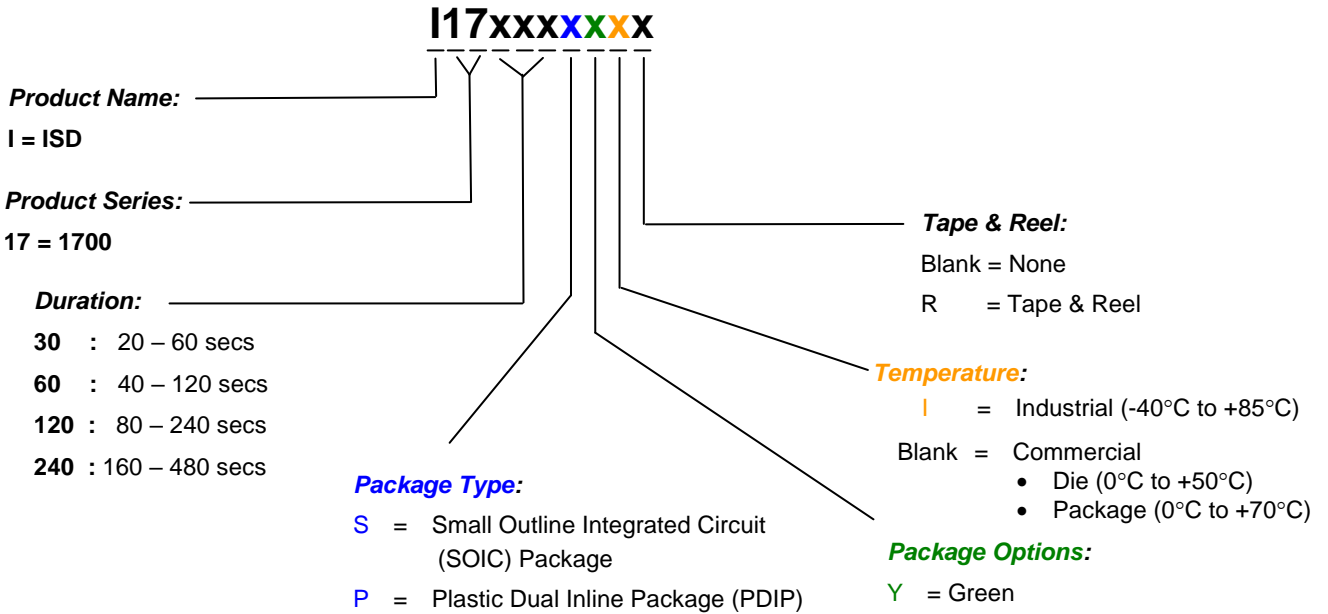 I17xxxxxxx
Product Name:
I = ISD
Product Series:
17 = 1700
Duration:
30 : 20 – 60 secs
60 : 40 – 120 secs
120 : 80 – 240 secs
240 : 160 – 480 secs
Package Type:
S = Small Outline Integrated Circuit
(SOIC) Package
P = Plastic Dual Inline Package (PDIP)
Tape & Reel:
Blank = None
R = Tape & Reel
Temperature:
I = Industrial (-40°C to +85°C)
Blank = Commercial
• Die (0°C to +50°C)
• Package (0°C to +70°C)
Package Options:
Y = Green